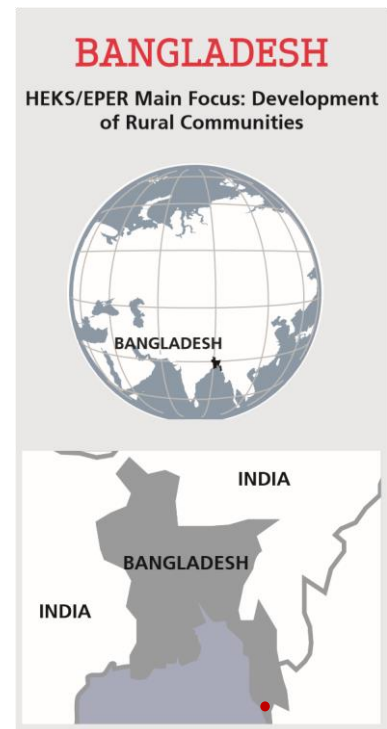 BANGLADESH
HEKS/EPER Main Focus: Development
of Rural Communities
BANGLADESH
INDIA
BANGLADESH
INDIA